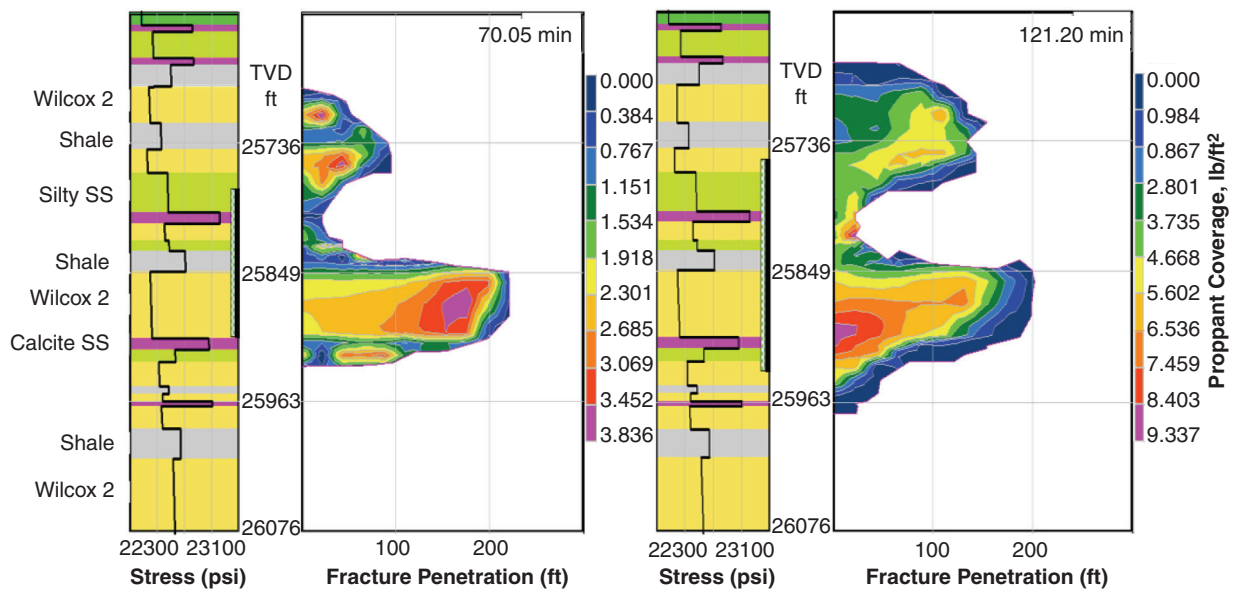 70.05 min
121.20 min
TVD
ft
TVD
ft
Wilcox 2
Shale
Silty SS
Shale
Wilcox 2
Calcite SS
Shale
Wilcox 2
25736
25849
25963
26076
25736
25849
25963
26076
0.000
0.384
0.767
1.151
1.534
1.918
2.301
2.685
3.069
3.452
3.836
0.000
0.984
0.867
2.801
3.735
4.668
5.602
6.536
7.459
8.403
9.337
Proppant Coverage, lb/ft²
22300 23100
Stress (psi)
100 200
Fracture Penetration (ft)
22300 23100
Stress (psi)
100 200
Fracture Penetration (ft)